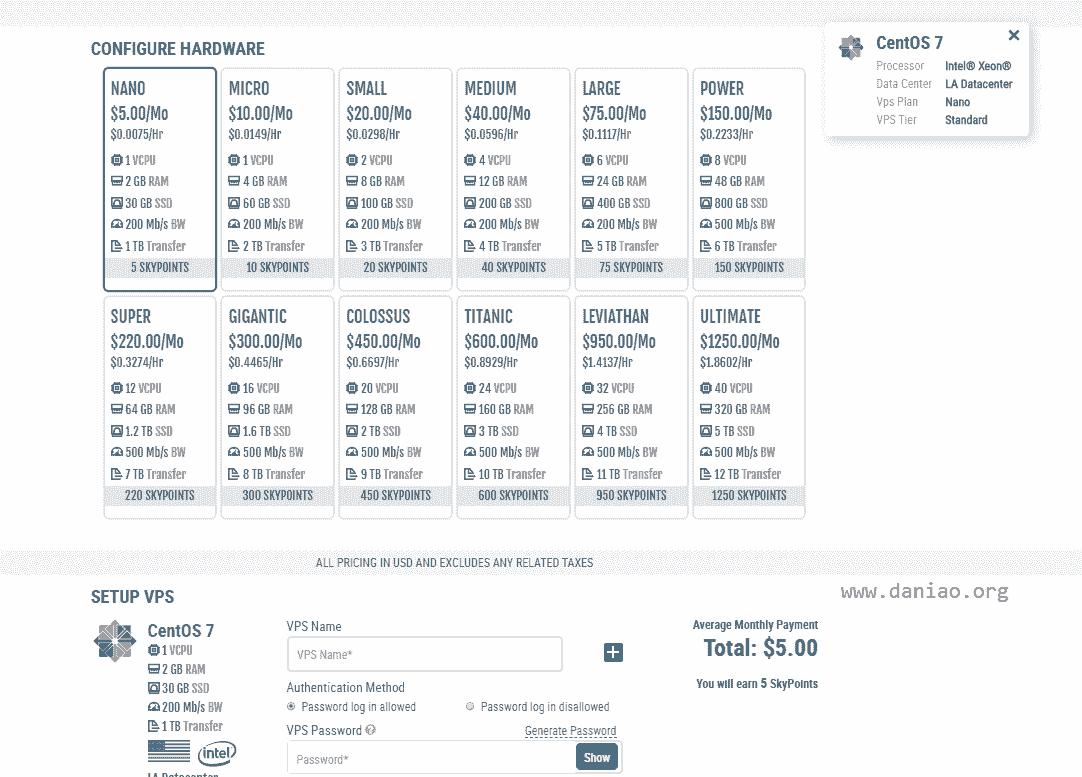 CONFIGURE HARDWARE
CentOS 7
Processor Intel® Xeon®
Data Center LA Datacenter
Vps Plan Nano
VPS Tier Standard
NANO
$5.00/Mo
$0.0075/Hr
1 VCPU
2 GB RAM
30 GB SSD
200 Mb/s BW
1 TB Transfer
5 SKYPOINTS
MICRO
$10.00/Mo
$0.0149/Hr
1 VCPU
4 GB RAM
60 GB SSD
200 Mb/s BW
2 TB Transfer
10 SKYPOINTS
SMALL
$20.00/Mo
$0.0298/Hr
2 VCPU
8 GB RAM
100 GB SSD
200 Mb/s BW
3 TB Transfer
20 SKYPOINTS
MEDIUM
$40.00/Mo
$0.0596/Hr
4 VCPU
12 GB RAM
200 GB SSD
200 Mb/s BW
4 TB Transfer
40 SKYPOINTS
LARGE
$75.00/Mo
$0.1117/Hr
6 VCPU
24 GB RAM
400 GB SSD
200 Mb/s BW
5 TB Transfer
75 SKYPOINTS
POWER
$150.00/Mo
$0.2233/Hr
8 VCPU
48 GB RAM
800 GB SSD
500 Mb/s BW
6 TB Transfer
150 SKYPOINTS
SUPER
$220.00/Mo
$0.3274/Hr
12 VCPU
64 GB RAM
1.2 TB SSD
500 Mb/s BW
7 TB Transfer
220 SKYPOINTS
GIGANTIC
$300.00/Mo
$0.4465/Hr
16 VCPU
96 GB RAM
1.6 TB SSD
500 Mb/s BW
8 TB Transfer
300 SKYPOINTS
COLOSSUS
$450.00/Mo
$0.6697/Hr
20 VCPU
128 GB RAM
2 TB SSD
500 Mb/s BW
9 TB Transfer
450 SKYPOINTS
TITANIC
$600.00/Mo
$0.8929/Hr
24 VCPU
160 GB RAM
3 TB SSD
500 Mb/s BW
10 TB Transfer
600 SKYPOINTS
LEVIATHAN
$950.00/Mo
$1.4137/Hr
32 VCPU
256 GB RAM
4 TB SSD
500 Mb/s BW
11 TB Transfer
950 SKYPOINTS
ULTIMATE
$1250.00/Mo
$1.8602/Hr
40 VCPU
320 GB RAM
5 TB SSD
500 Mb/s BW
12 TB Transfer
1250 SKYPOINTS
ALL PRICING IN USD AND EXCLUDES ANY RELATED TAXES
www.daniao.org
SETUP VPS
CentOS 7
1 VCPU
2 GB RAM
30 GB SSD
200 Mb/s BW
1 TB Transfer
intel
LA Datacenter
VPS Name
VPS Name*
Authentication Method
Password log in allowed
Password log in disallowed
VPS Password
Generate Password
Password*
Show
Average Monthly Payment
Total: $5.00
You will earn 5 SkyPoints